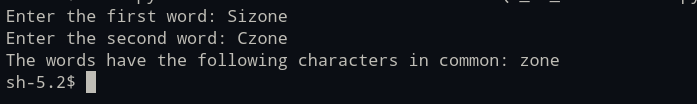 Enter the first word: Sizone
Enter the second word: Czone
The words have the following characters in common: zone
sh-5.2$